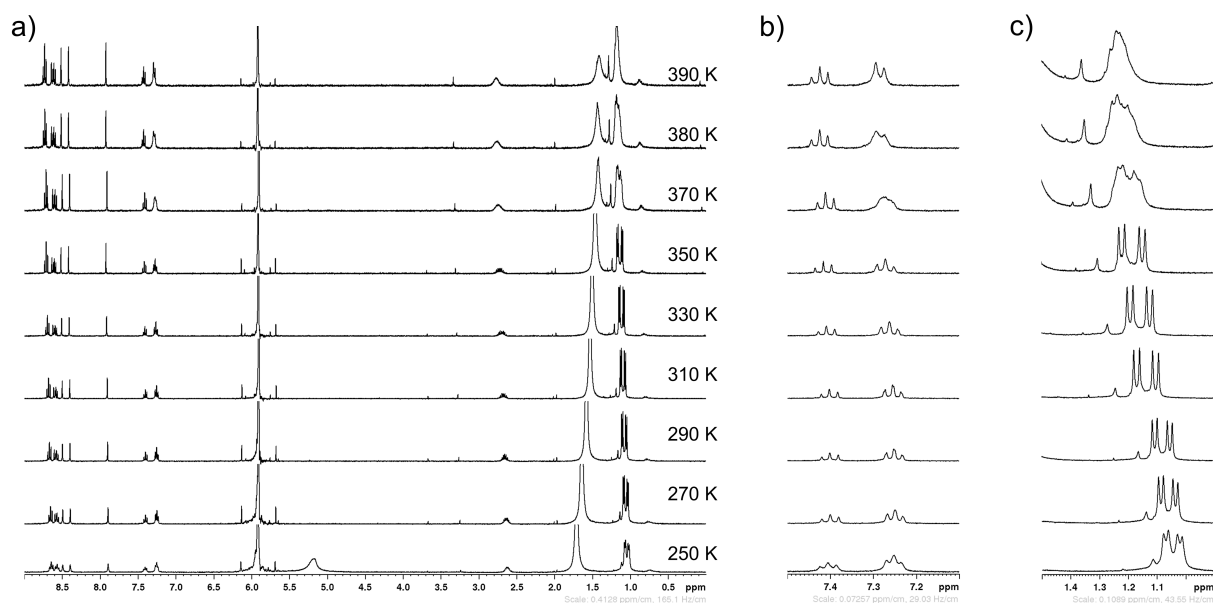 a)
b)
c)
390 K
380 K
370 K
350 K
330 K
310 K
290 K
270 K
250 K
8.5 8.0 7.5 7.0 6.5 6.0 5.5 5.0 4.5 4.0 3.5 3.0 2.5 2.0 1.5 1.0 0.5 ppm
Scale: 0.4128 ppm/cm, 165.1 Hz/cm
7.4 7.3 7.2 ppm
Scale: 0.07257 ppm/cm, 29.03 Hz/cm
1.4 1.3 1.2 1.1 ppm
Scale: 0.1089 ppm/cm, 43.55 Hz/cm